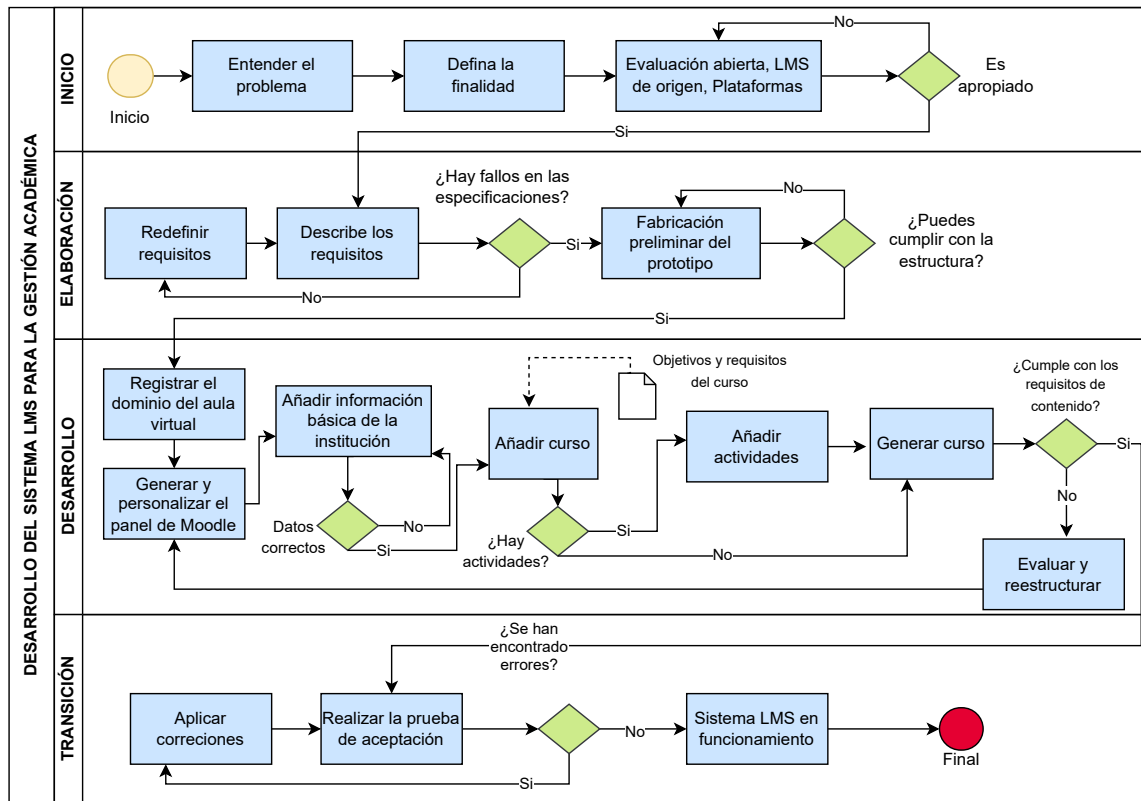 DESARROLLO DEL SISTEMA LMS PARA LA GESTIÓN ACADÉMICA
INICIO
Inicio
Entender el
problema
Defina la
finalidad
Evaluación abierta, LMS
de origen, Plataformas
No
Es
apropiado
Si
ELABORACIÓN
Redefinir
requisitos
Describe los
requisitos
¿Hay fallos en las
especificaciones?
Si
No
Fabricación
preliminar del
prototipo
No
¿Puedes
cumplir con la
estructura?
Si
DESARROLLO
Registrar el
dominio del aula
virtual
Generar y
personalizar el
panel de Moodle
Añadir información
básica de la
institución
Datos
correctos
No
Si
Objetivos y requisitos
del curso
Añadir curso
¿Hay
actividades?
Si
No
Añadir
actividades
Generar curso
¿Cumple con los
requisitos de
contenido?
Si
No
Evaluar y
reestructurar
TRANSICIÓN
Aplicar
correciones
Realizar la prueba
de aceptación
¿Se han
encontrado
errores?
No
Si
Sistema LMS en
funcionamiento
Final